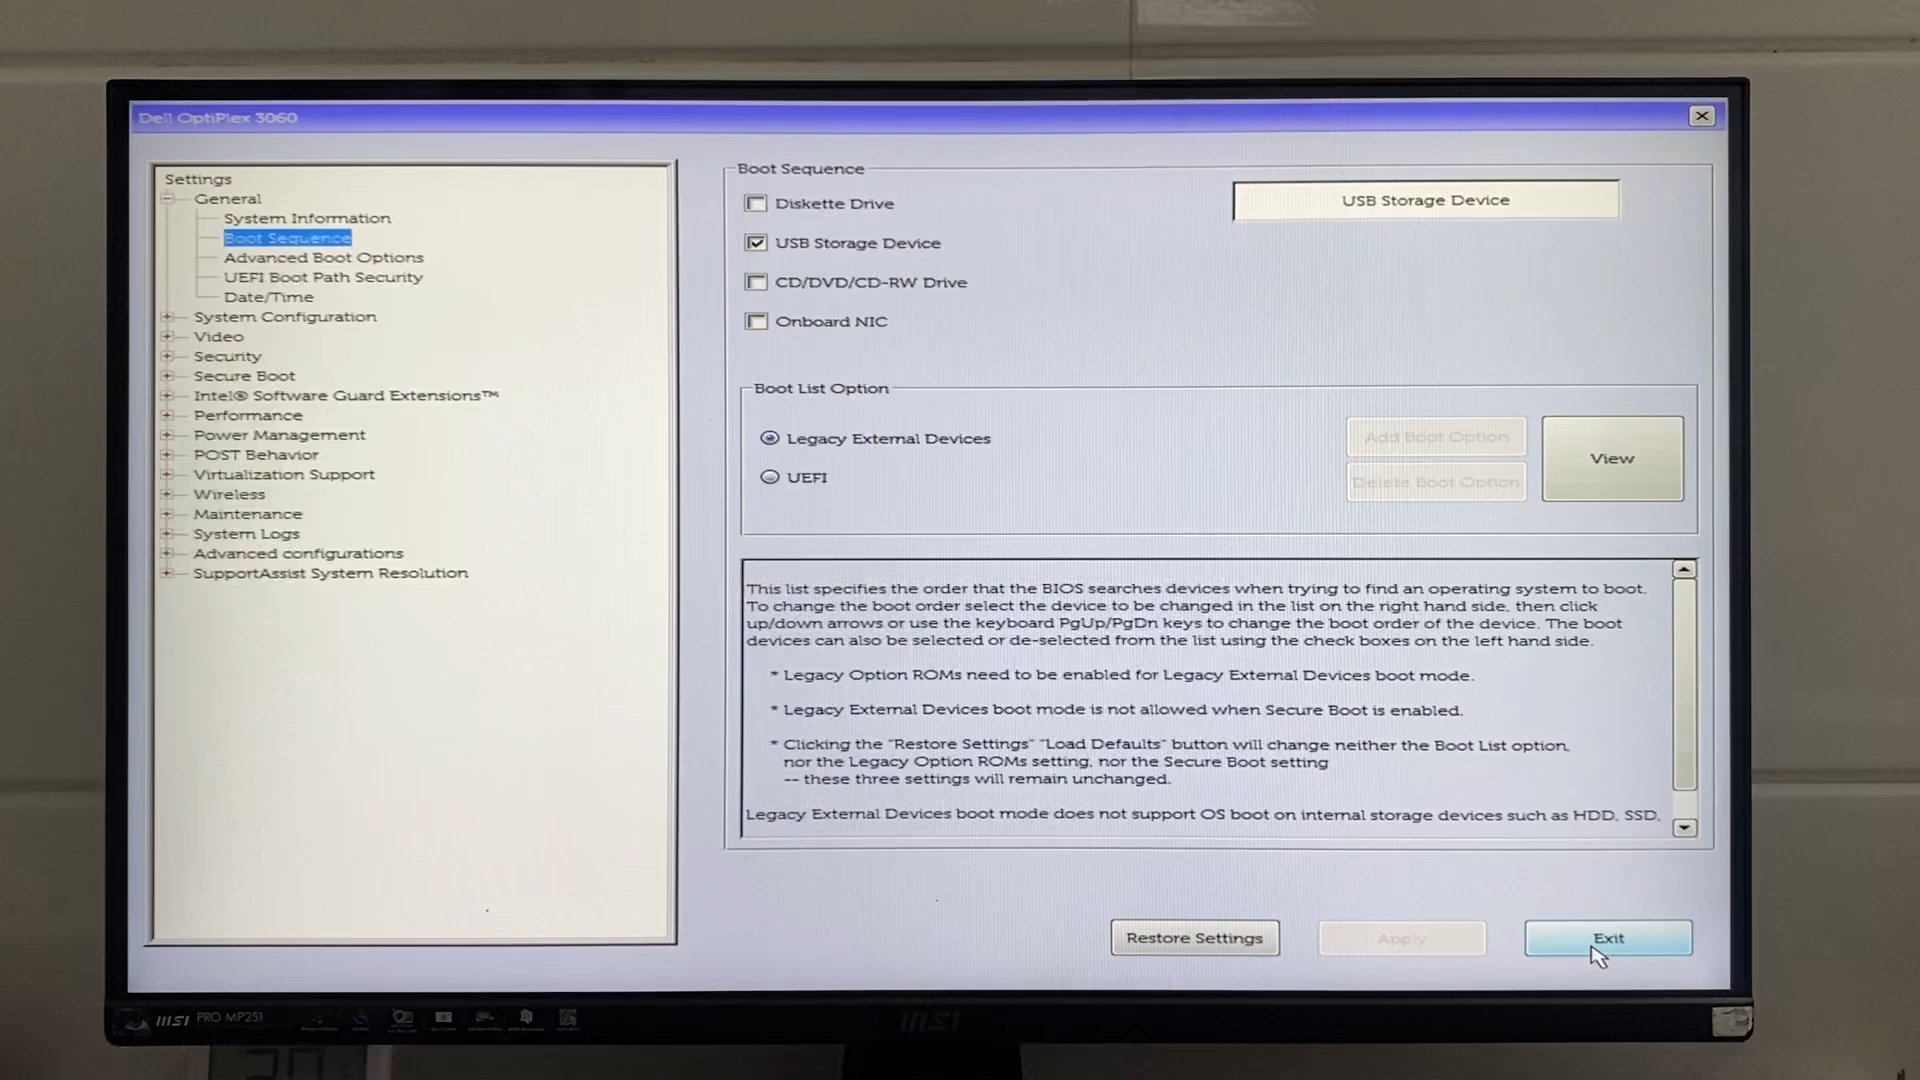 Dell OptiPlex 3060
Settings
General
System Information
Boot Sequence
Advanced Boot Options
UEFI Boot Path Security
Date/Time
System Configuration
Video
Security
Secure Boot
Intel® Software Guard Extensions™
Performance
Power Management
POST Behavior
Virtualization Support
Wireless
Maintenance
System Logs
Advanced configurations
SupportAssist System Resolution
Boot Sequence
Diskette Drive
USB Storage Device
CD/DVD/CD-RW Drive
Onboard NIC
USB Storage Device
Boot List Option
Legacy External Devices
UEFI
Add Boot Option
Delete Boot Option
View
This list specifies the order that the BIOS searches devices when trying to find an operating system to boot.
To change the boot order select the device to be changed in the list on the right hand side, then click
up/down arrows or use the keyboard PgUp/PgDn keys to change the boot order of the device. The boot
devices can also be selected or de-selected from the list using the check boxes on the left hand side.
* Legacy Option ROMs need to be enabled for Legacy External Devices boot mode.
* Legacy External Devices boot mode is not allowed when Secure Boot is enabled.
* Clicking the "Restore Settings" "Load Defaults" button will change neither the Boot List option,
nor the Legacy Option ROMs setting, nor the Secure Boot setting
-- these three settings will remain unchanged.
Legacy External Devices boot mode does not support OS boot on internal storage devices such as HDD, SSD,
Restore Settings
Apply
Exit
msi PRO MP251
msi